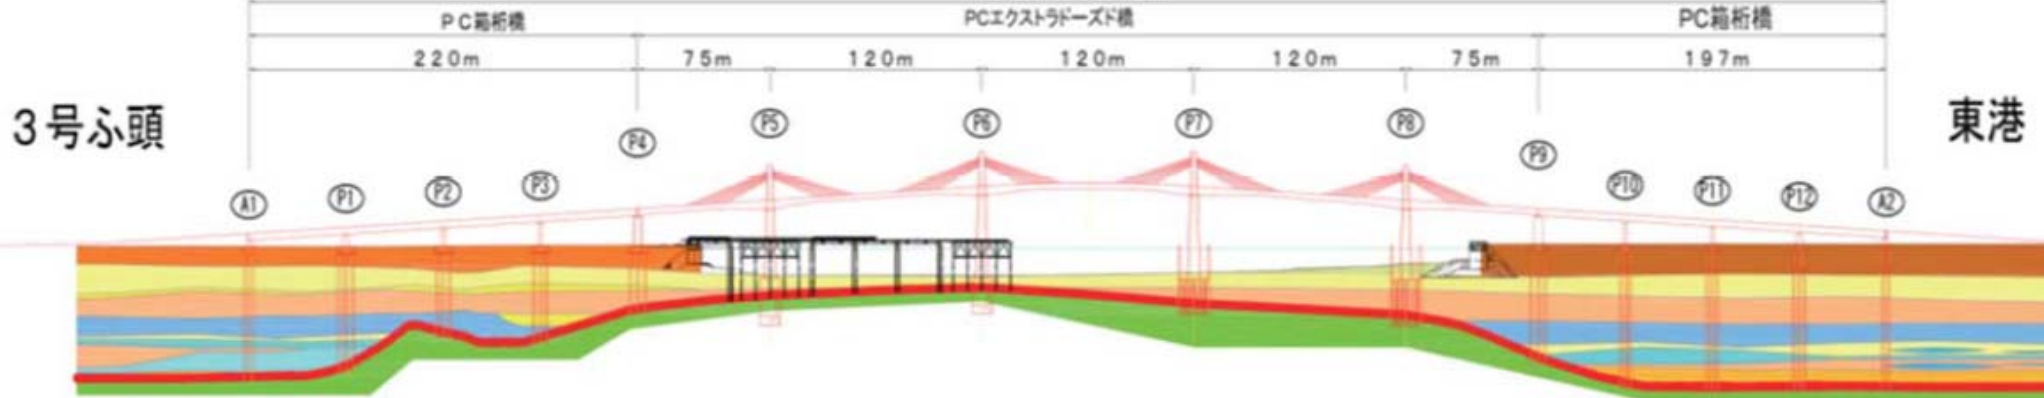 PC箱桁橋 PCエクストラドーズド橋 PC箱桁橋
220m 75m 120m 120m 120m 75m 197m
3号ふ頭 東港
A1 P1 P2 P3 P4 P5 P6 P7 P8 P9 P10 P11 P12 A2